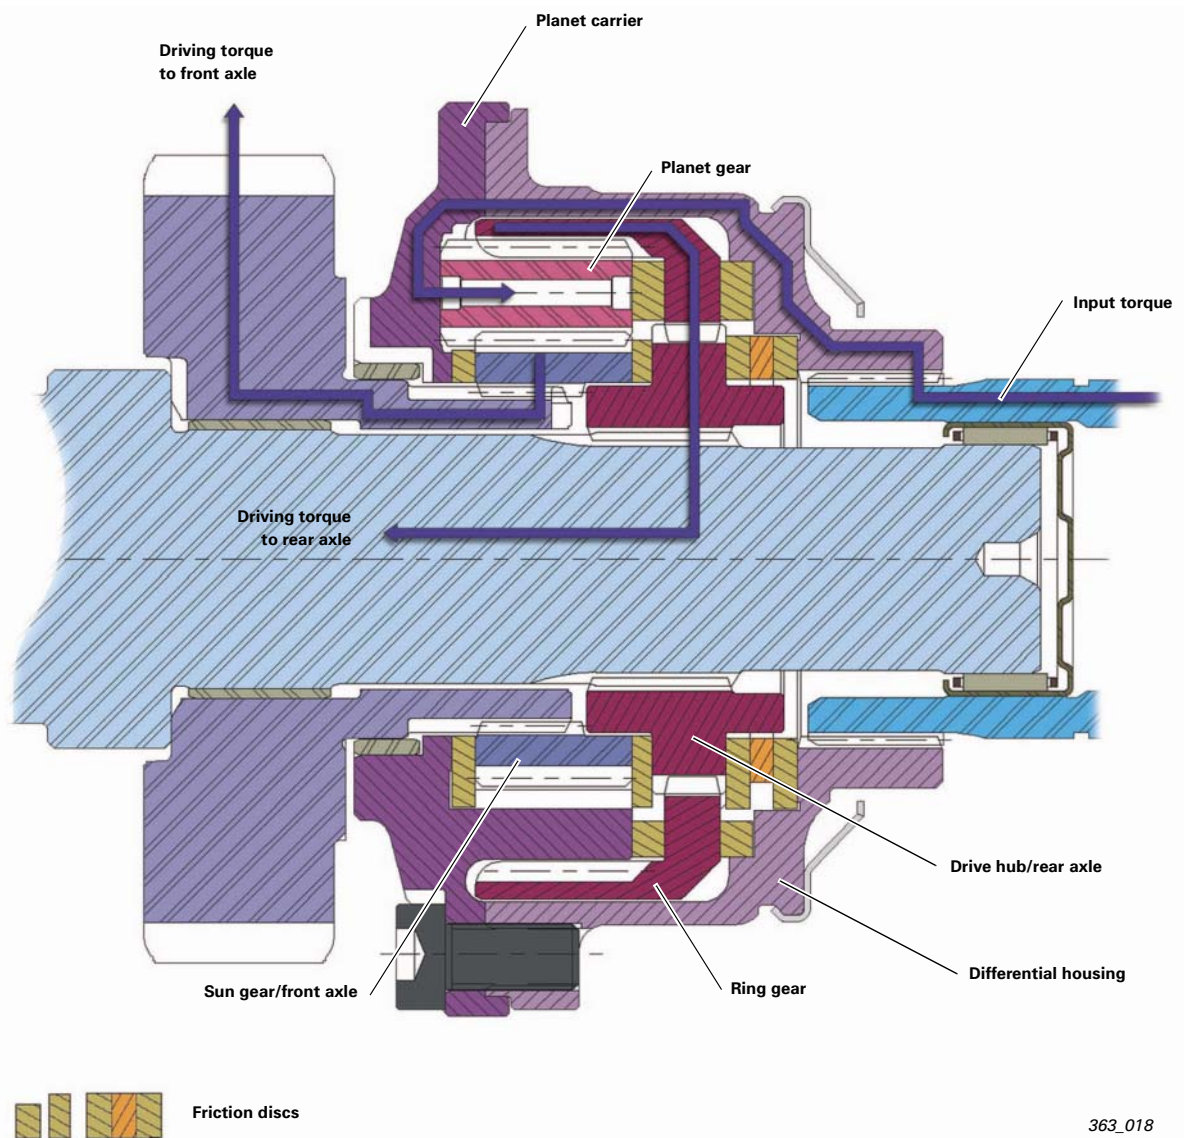 Planet carrier
Driving torque
to front axle
Planet gear
Input torque
Driving torque
to rear axle
Drive hub/rear axle
Differential housing
Ring gear
Sun gear/front axle
Friction discs
363_018